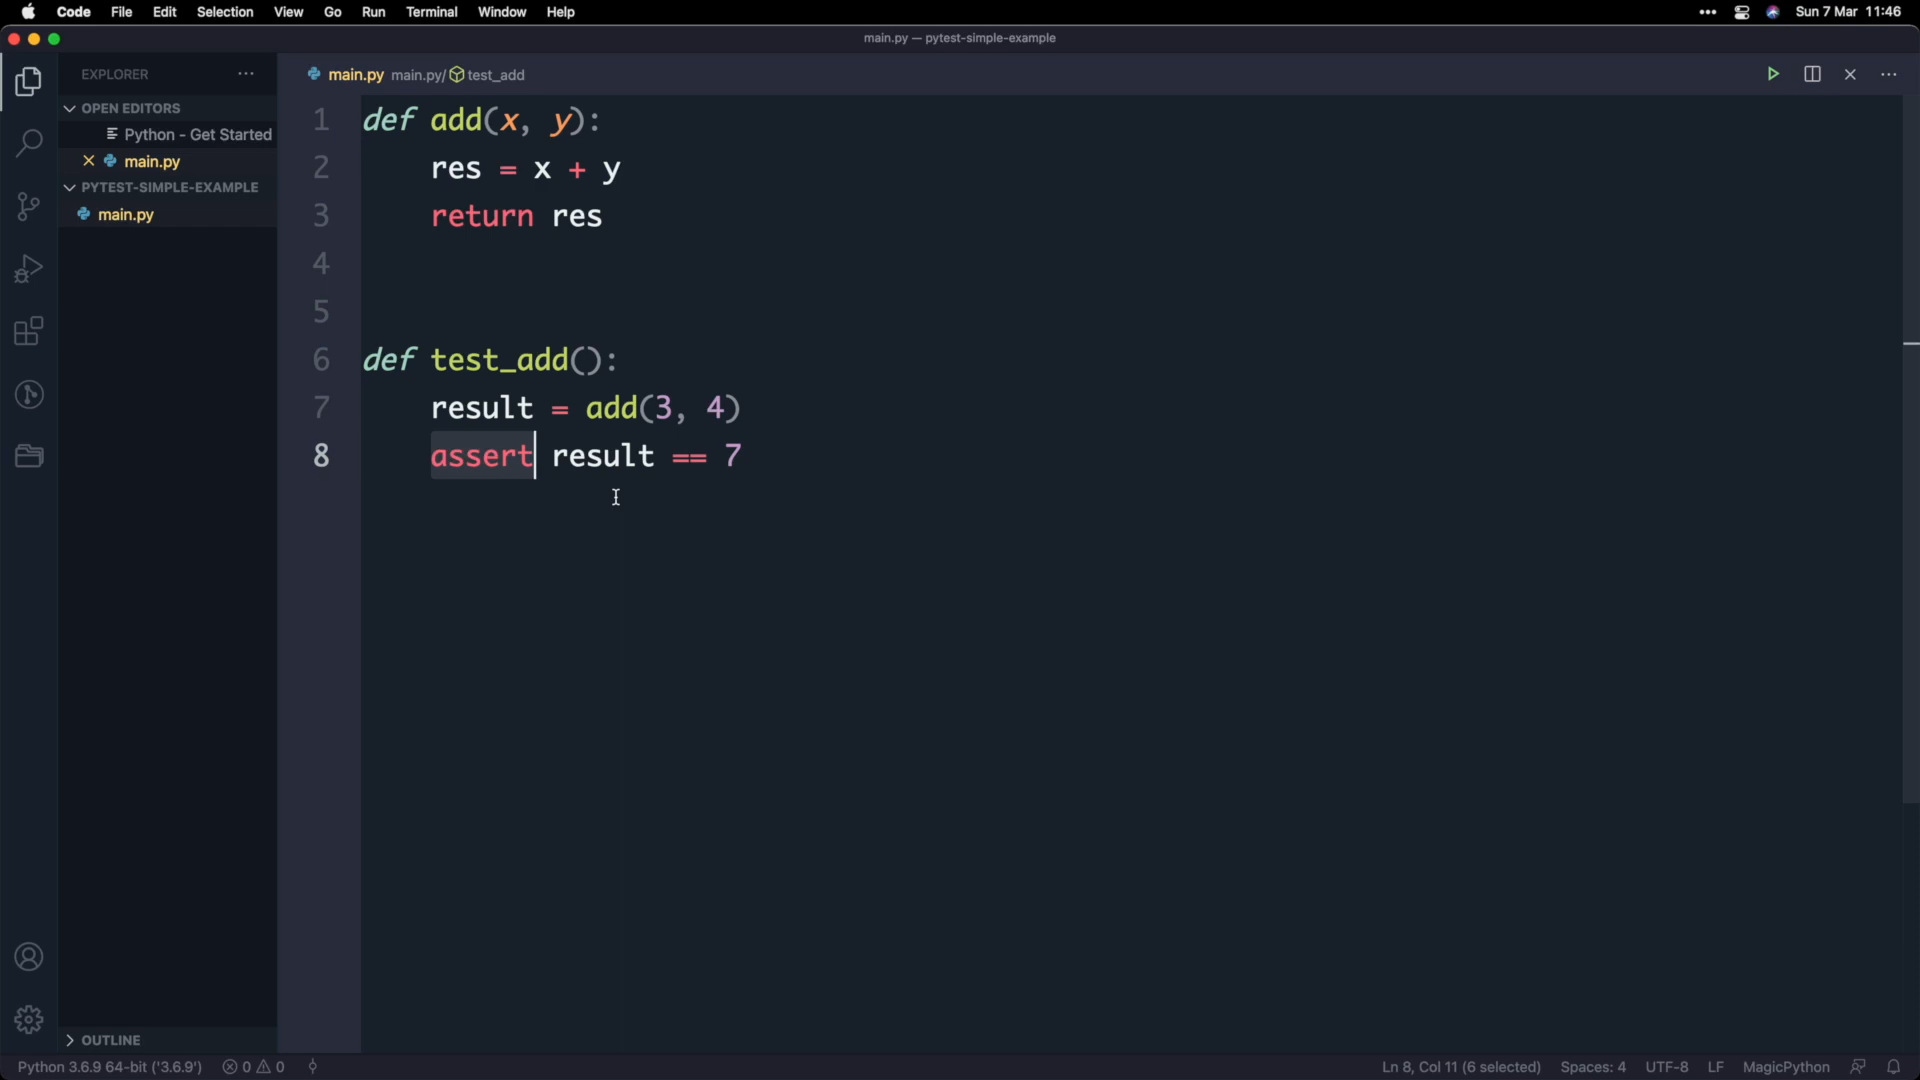 Code File Edit Selection View Go Run Terminal Window Help
Sun 7 Mar 11:46
main.py — pytest-simple-example
EXPLORER
OPEN EDITORS
Python - Get Started
main.py
PYTEST-SIMPLE-EXAMPLE
main.py
main.py main.py/ test_add
1 def add(x, y):
2     res = x + y
3     return res
4
5
6 def test_add():
7     result = add(3, 4)
8     assert result == 7
OUTLINE
Python 3.6.9 64-bit ('3.6.9') 0 0
Ln 8, Col 11 (6 selected) Spaces: 4 UTF-8 LF MagicPython